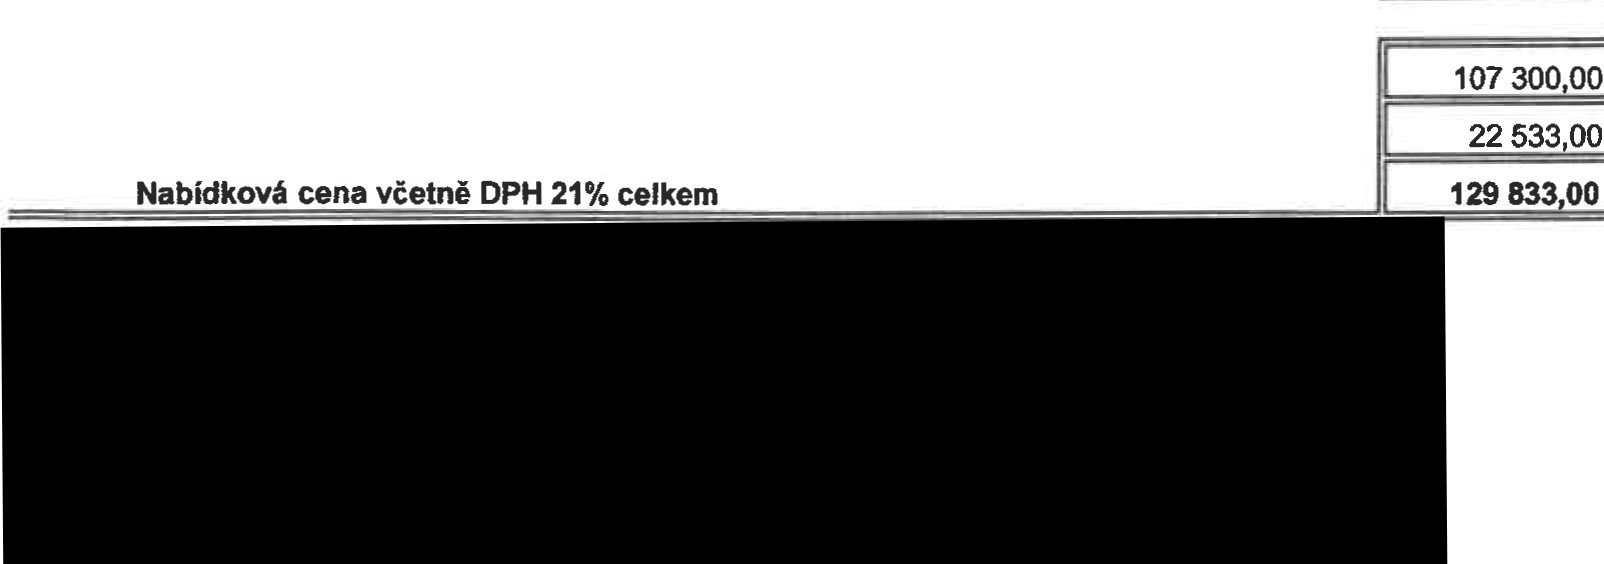 107 300,00
22 533,00
Nabídková cena včetně DPH 21% celkem 129 833,00